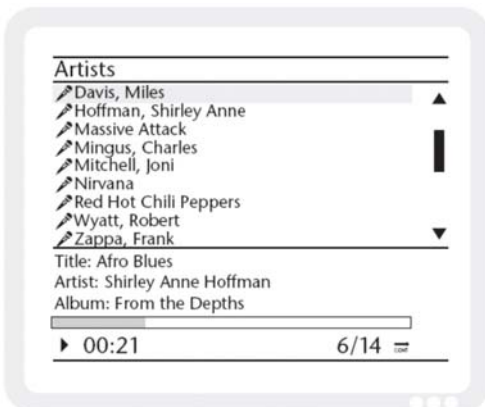 Artists
Davis, Miles
Hoffman, Shirley Anne
Massive Attack
Mingus, Charles
Mitchell, Joni
Nirvana
Red Hot Chili Peppers
Wyatt, Robert
Zappa, Frank
Title: Afro Blues
Artist: Shirley Anne Hoffman
Album: From the Depths
00:21 6/14